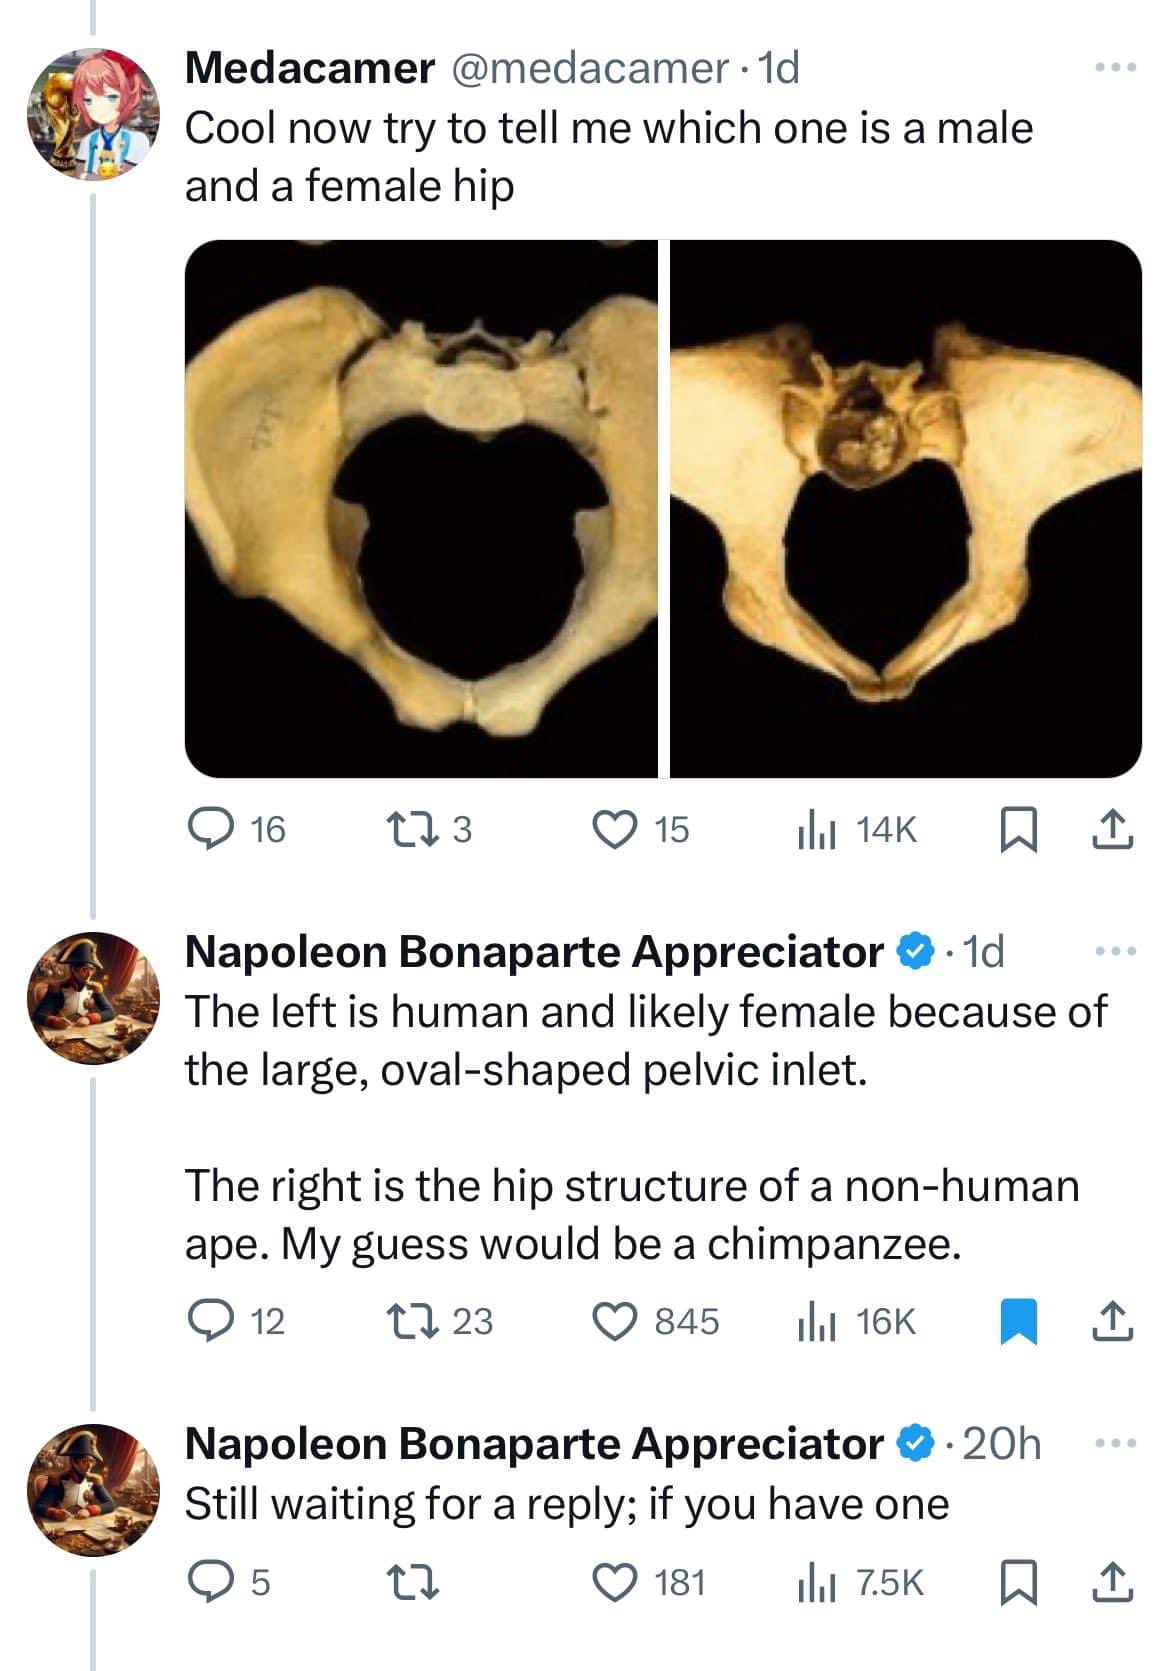 Medacamer @medacamer · 1d
Cool now try to tell me which one is a male
and a female hip
16 3 15 14K
Napoleon Bonaparte Appreciator · 1d
The left is human and likely female because of
the large, oval-shaped pelvic inlet.
The right is the hip structure of a non-human
ape. My guess would be a chimpanzee.
12 23 845 16K
Napoleon Bonaparte Appreciator · 20h
Still waiting for a reply; if you have one
5 181 7.5K